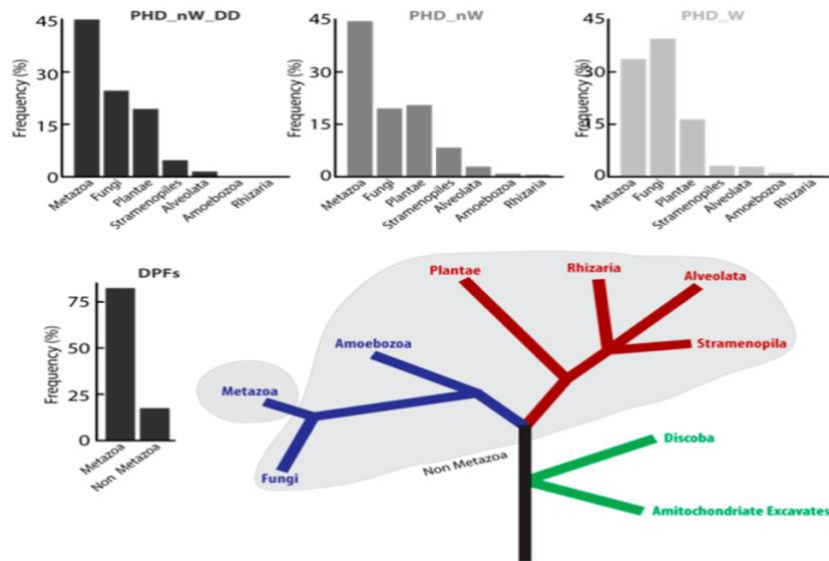 PHD_nW_DD
45
30
15
0
Frequency (%)
Metazoa
Fungi
Plantae
Stramenopiles
Alveolata
Amoebozoa
Rhizaria
PHD_nW
45
30
15
0
Frequency (%)
Metazoa
Fungi
Plantae
Stramenopiles
Alveolata
Amoebozoa
Rhizaria
PHD_W
45
30
15
0
Frequency (%)
Metazoa
Fungi
Plantae
Stramenopiles
Alveolata
Amoebozoa
Rhizaria
DPFs
75
50
25
0
Frequency (%)
Metazoa
Non Metazoa
Plantae
Rhizaria
Alveolata
Amoebozoa
Stramenopila
Metazoa
Fungi
Non Metazoa
Discoba
Amitochondriate Excavates